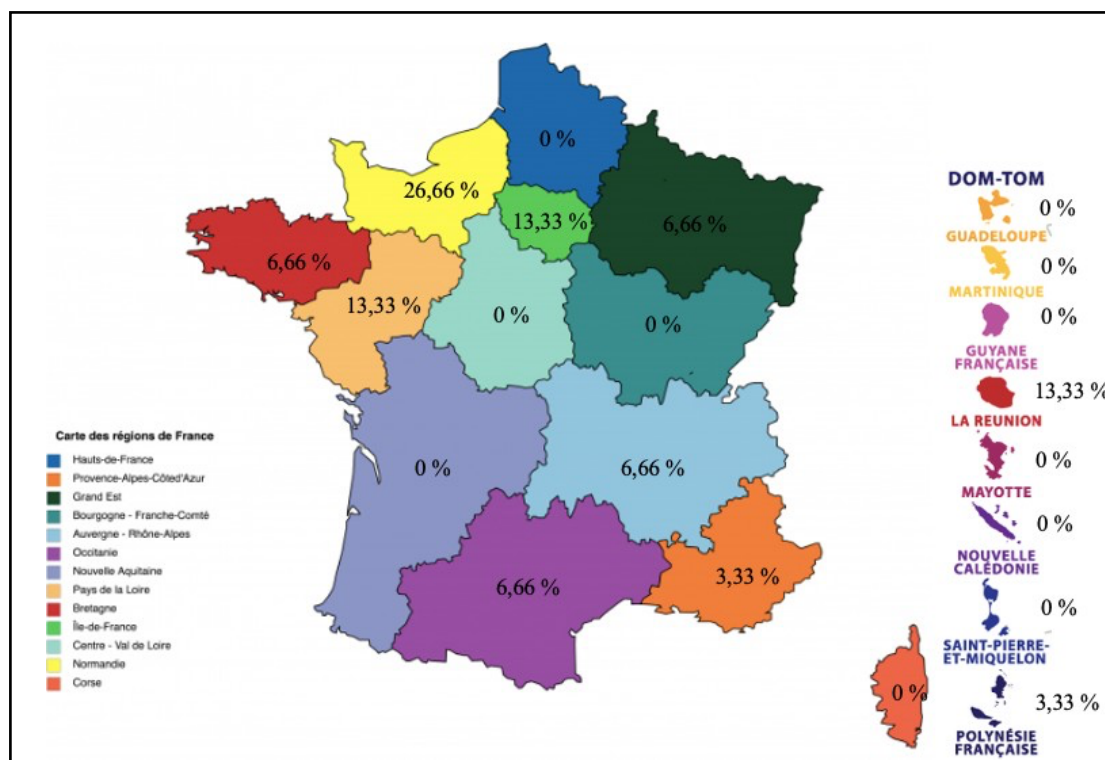 0 %
26,66 %
13,33 %
6,66 %
6,66 %
13,33 %
0 %
0 %
0 %
6,66 %
6,66 %
3,33 %
0 %
Carte des régions de France
Hauts-de-France
Provence-Alpes-Côted'Azur
Grand Est
Bourgogne - Franche-Comté
Auvergne - Rhône-Alpes
Occitanie
Nouvelle Aquitaine
Pays de la Loire
Bretagne
Île-de-France
Centre - Val de Loire
Normandie
Corse
DOM-TOM
0 %
GUADELOUPE
0 %
MARTINIQUE
0 %
GUYANE
FRANÇAISE
13,33 %
LA REUNION
0 %
MAYOTTE
0 %
NOUVELLE
CALÉDONIE
0 %
SAINT-PIERRE-
ET-MIQUELON
3,33 %
POLYNÉSIE
FRANÇAISE